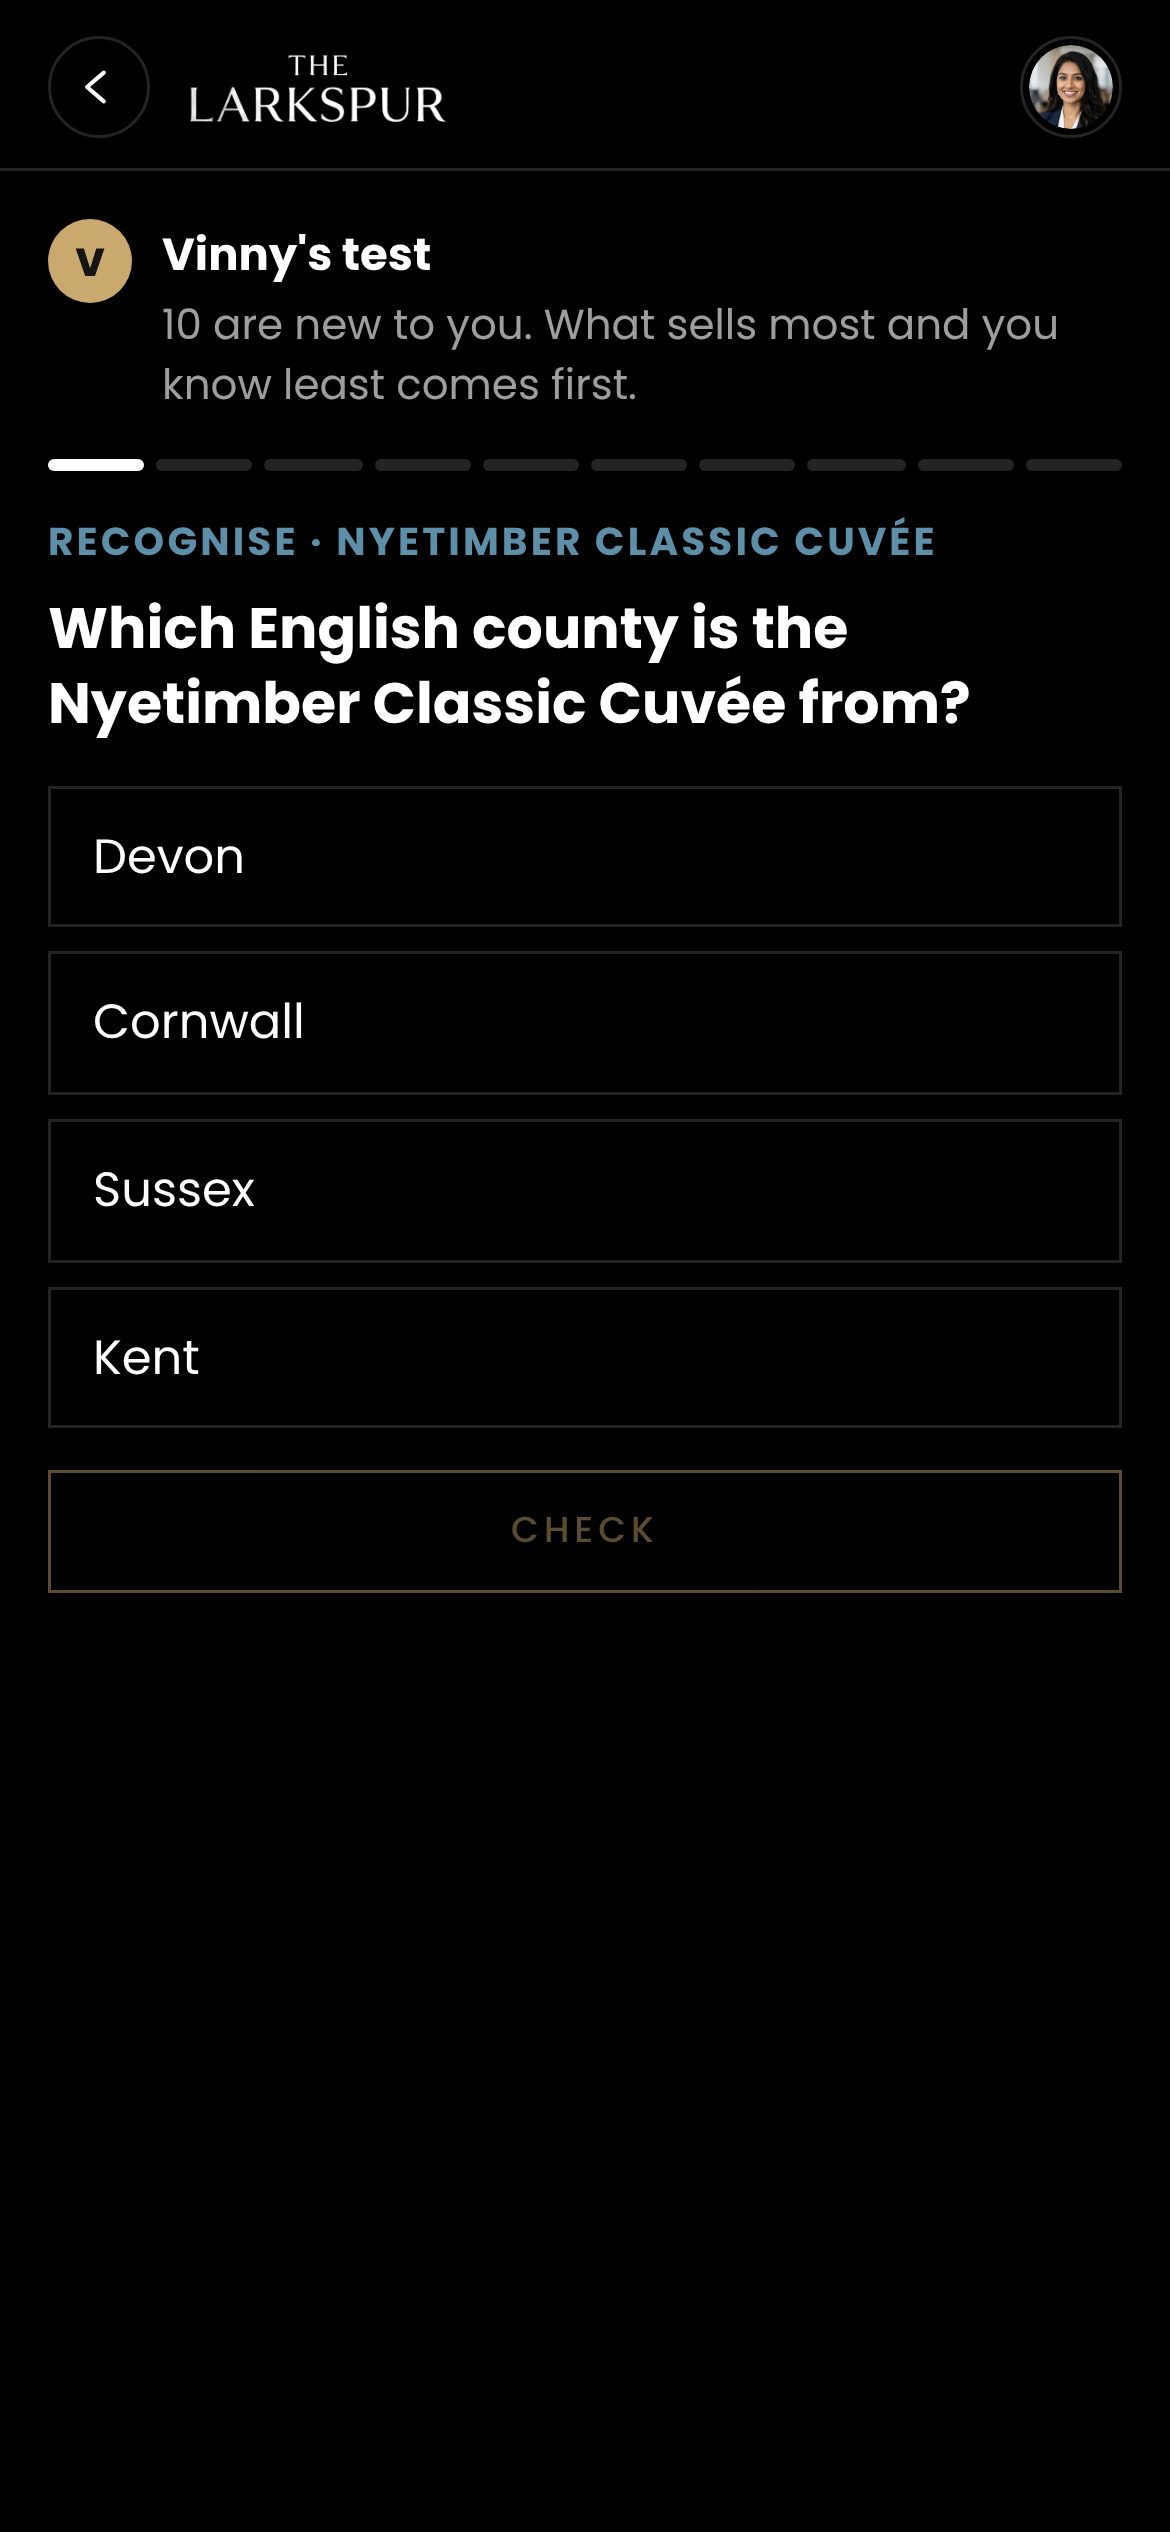 THE
LARKSPUR
V
Vinny's test
10 are new to you. What sells most and you
know least comes first.
RECOGNISE · NYETIMBER CLASSIC CUVÉE
Which English county is the
Nyetimber Classic Cuvée from?
Devon
Cornwall
Sussex
Kent
CHECK